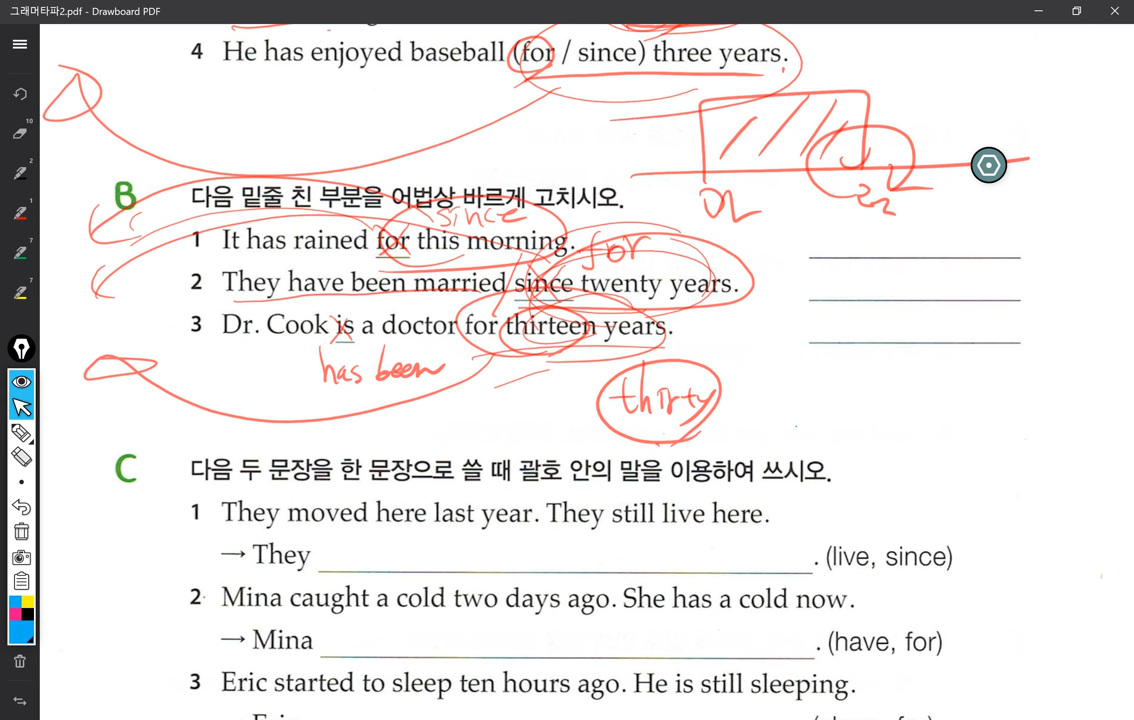 그래머타파2.pdf - Drawboard PDF
4 He has enjoyed baseball (for / since) three years.
B 다음 밑줄 친 부분을 어법상 바르게 고치시오.
since
1 It has rained for this morning.
for
2 They have been married since twenty years.
3 Dr. Cook is a doctor for thirteen years.
has been
thirty
C 다음 두 문장을 한 문장으로 쓸 때 괄호 안의 말을 이용하여 쓰시오.
1 They moved here last year. They still live here.
→ They . (live, since)
2 Mina caught a cold two days ago. She has a cold now.
→ Mina . (have, for)
3 Eric started to sleep ten hours ago. He is still sleeping.
10
2
1
7
7